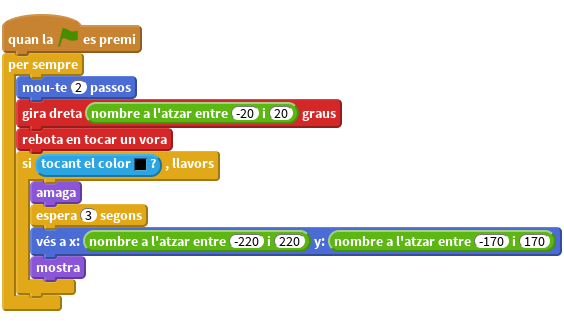 quan la es premi
per sempre
mou-te 2 passos
gira dreta nombre a l'atzar entre -20 i 20 graus
rebota en tocar un vora
si tocant el color ? , llavors
amaga
espera 3 segons
vés a x: nombre a l'atzar entre -220 i 220 y: nombre a l'atzar entre -170 i 170
mostra